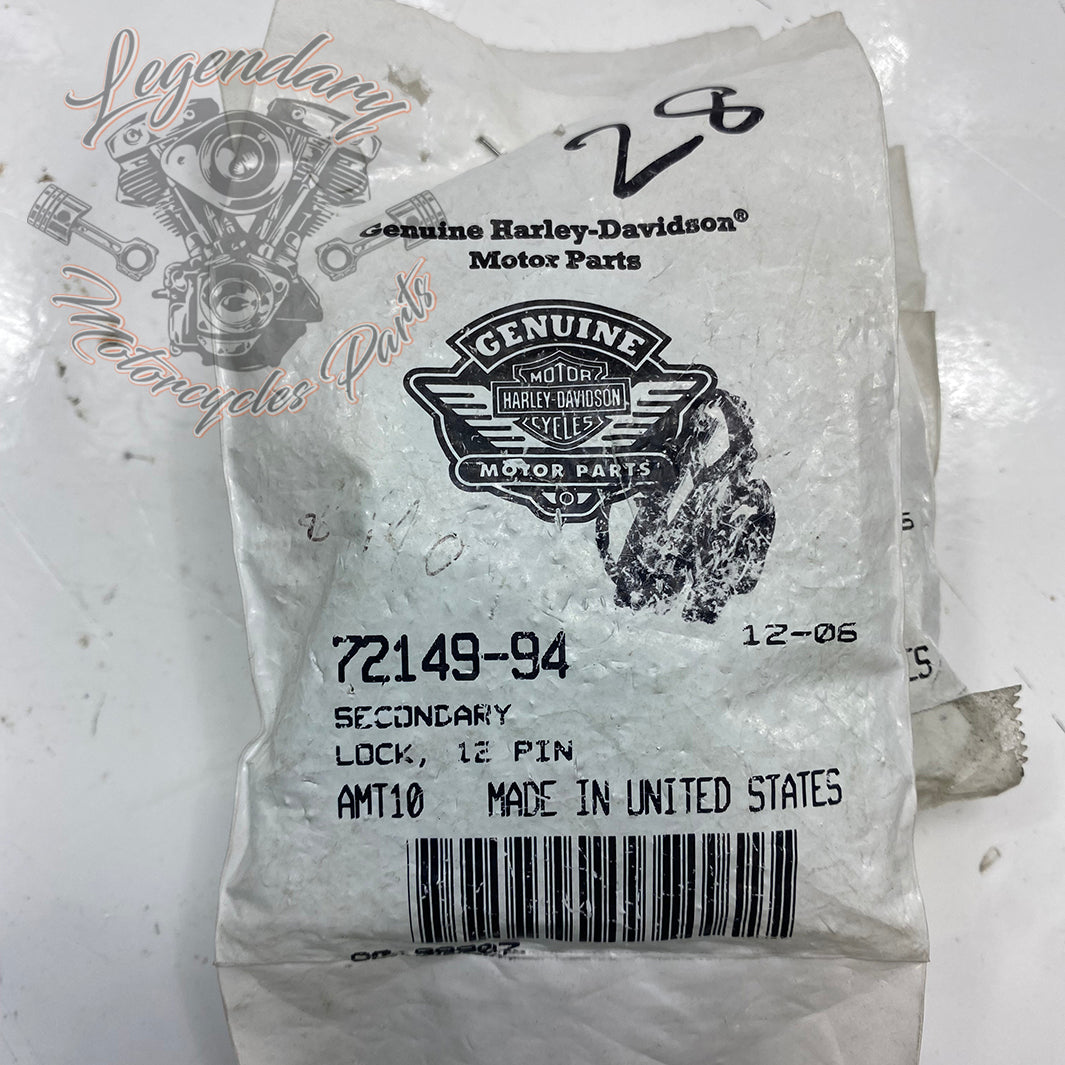 Legendary
Motorcycles Parts
28
Genuine Harley-Davidson®
Motor Parts
GENUINE
MOTOR
HARLEY-DAVIDSON
CYCLES
MOTOR PARTS
72149-94
12-06
SECONDARY
LOCK, 12 PIN
AMT10 MADE IN UNITED STATES